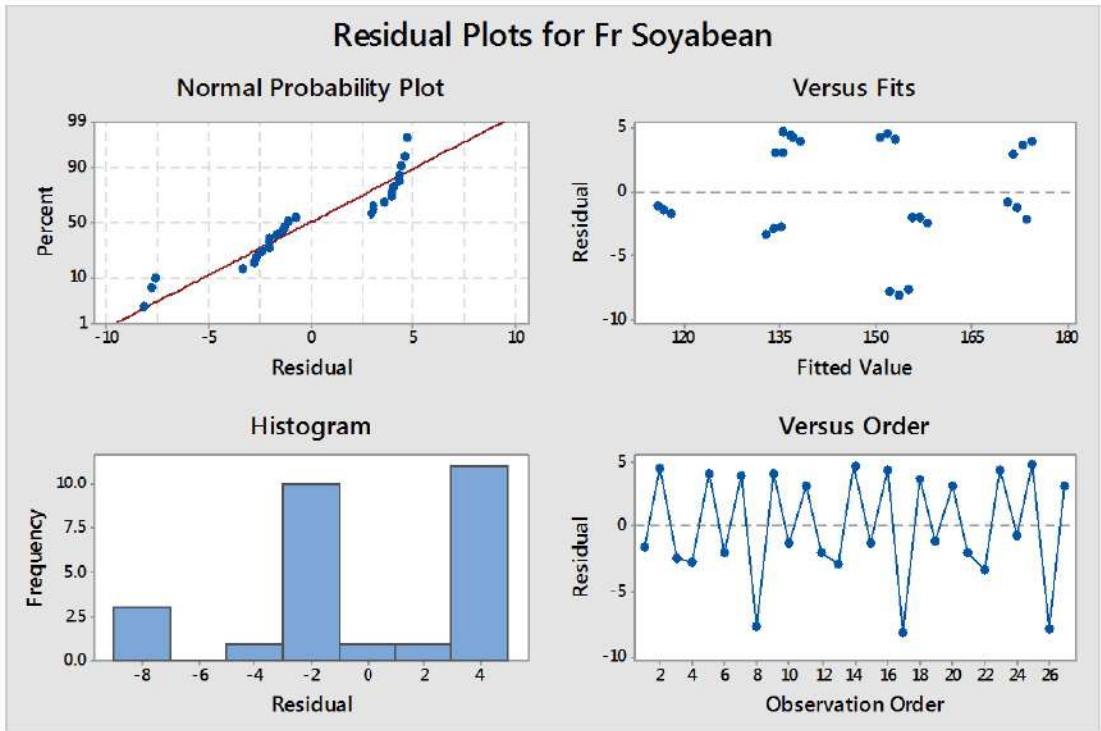 Residual Plots for Fr Soyabean
Normal Probability Plot
99
90
50
10
1
Percent
-10 -5 0 5 10
Residual
Versus Fits
5
0
-5
-10
Residual
120 135 150 165 180
Fitted Value
Histogram
10.0
7.5
5.0
2.5
0.0
Frequency
-8 -6 -4 -2 0 2 4
Residual
Versus Order
5
0
-5
-10
Residual
2 4 6 8 10 12 14 16 18 20 22 24 26
Observation Order